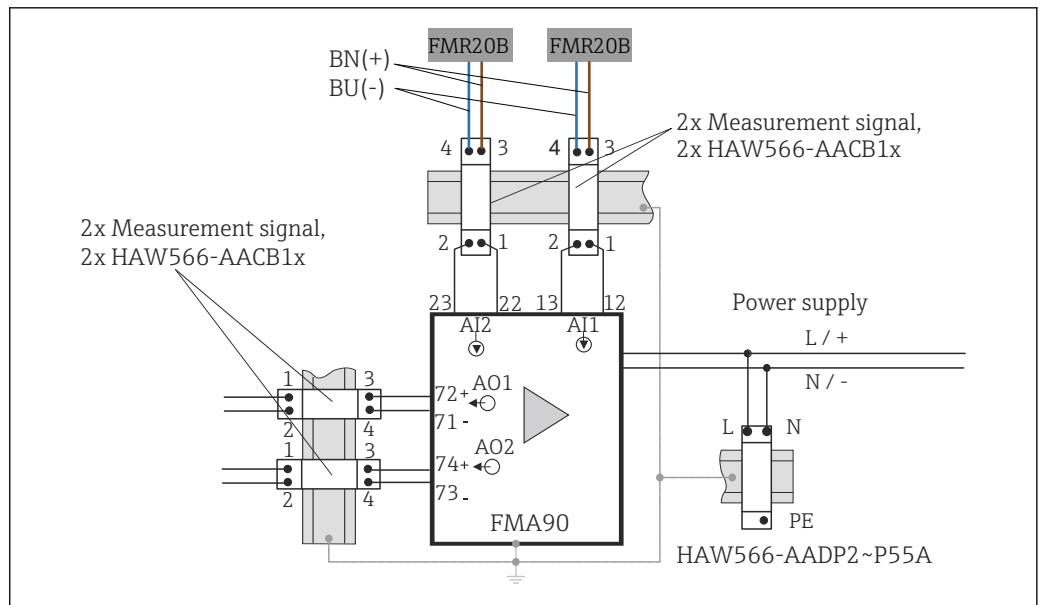 FMR20B FMR20B
BN(+)
BU(-)
2x Measurement signal,
2x HAW566-AACB1x
4 3 4 3
2 1 2 1
2x Measurement signal,
2x HAW566-AACB1x
23 22 13 12
AI2 AI1
Power supply
L / +
N / -
1 3
72+ AO1
71 -
2 4
L N
1 3
AO2
74+
73 -
2 4
FMA90
PE
HAW566-AADP2~P55A